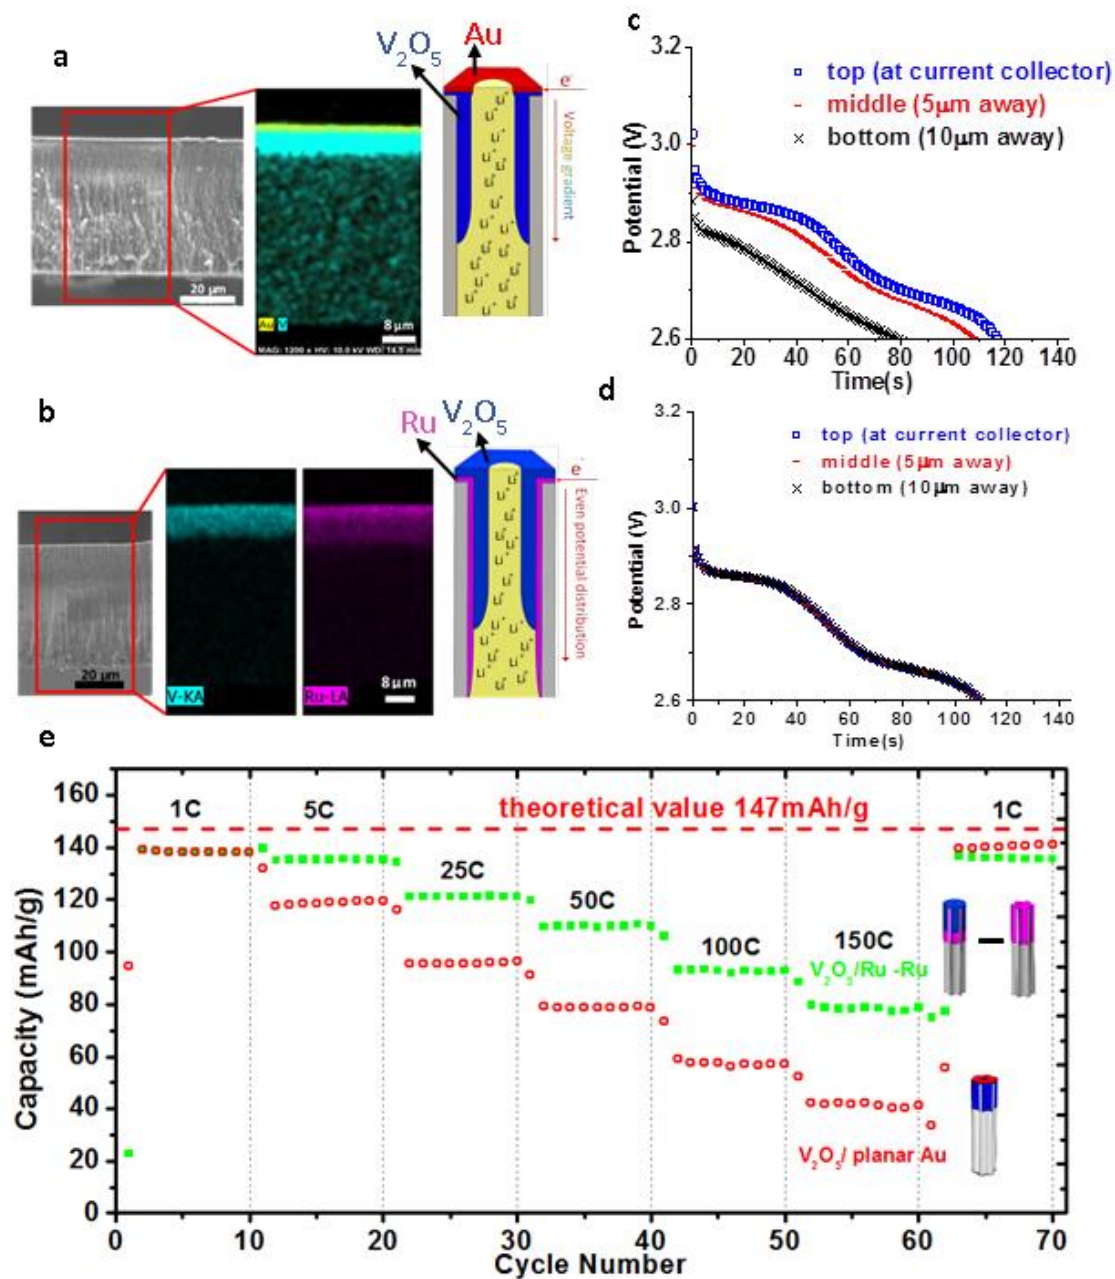 a
V₂O₅
Au
e⁻
Voltage gradient
20 µm
Au V
8 µm
c
3.2
3.0
2.8
2.6
Potential (V)
top (at current collector)
middle (5µm away)
bottom (10µm away)
0 20 40 60 80 100 120 140
Time(s)
b
Ru
V₂O₅
e⁻
Even potential distribution
20 µm
V-KA
Ru-LA
8 µm
d
3.2
3.0
2.8
2.6
Potential (V)
top (at current collector)
middle (5µm away)
bottom (10µm away)
0 20 40 60 80 100 120 140
Time(s)
e
160
140
120
100
80
60
40
20
0
Capacity (mAh/g)
1C
5C
25C
50C
100C
150C
1C
theoretical value 147mAh/g
V₂O₅/Ru -Ru
V₂O₅/ planar Au
0 10 20 30 40 50 60 70
Cycle Number